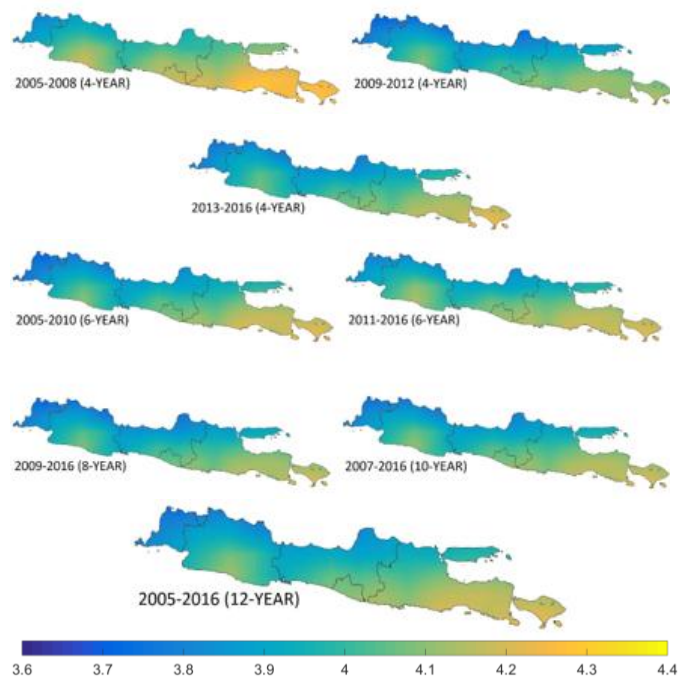 2005-2008 (4-YEAR)
2009-2012 (4-YEAR)
2013-2016 (4-YEAR)
2005-2010 (6-YEAR)
2011-2016 (6-YEAR)
2009-2016 (8-YEAR)
2007-2016 (10-YEAR)
2005-2016 (12-YEAR)
3.6 3.7 3.8 3.9 4 4.1 4.2 4.3 4.4